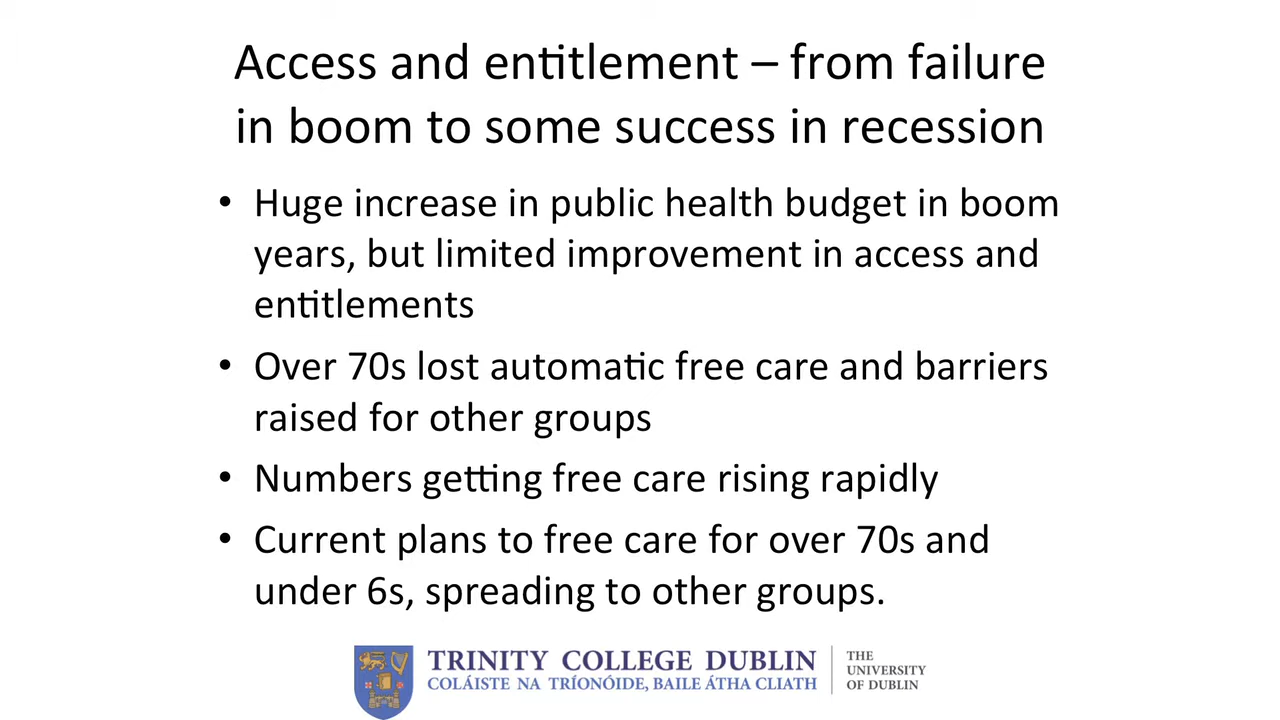 Access and entitlement – from failure
in boom to some success in recession
• Huge increase in public health budget in boom
years, but limited improvement in access and
entitlements
• Over 70s lost automatic free care and barriers
raised for other groups
• Numbers getting free care rising rapidly
• Current plans to free care for over 70s and
under 6s, spreading to other groups.
TRINITY COLLEGE DUBLIN
COLÁISTE NA TRÍONÓIDE, BAILE ÁTHA CLIATH
THE
UNIVERSITY
OF DUBLIN